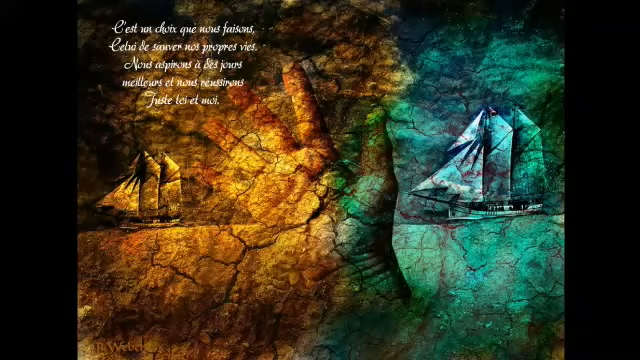 C'est un choix que nous faisons,
Celui de sauver nos propres vies.
Nous aspirons à des jours
meilleurs et nous réussirons
Juste toi et moi.